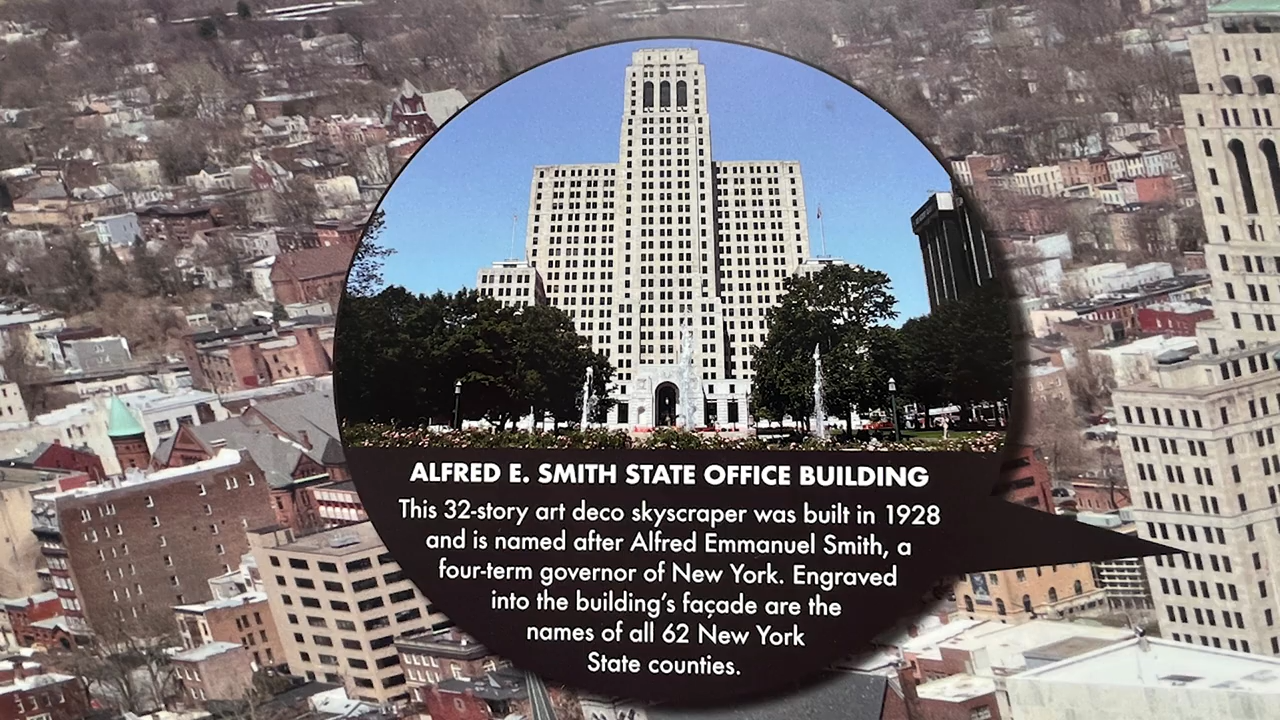 ALFRED E. SMITH STATE OFFICE BUILDING
This 32-story art deco skyscraper was built in 1928
and is named after Alfred Emmanuel Smith, a
four-term governor of New York. Engraved
into the building's façade are the
names of all 62 New York
State counties.